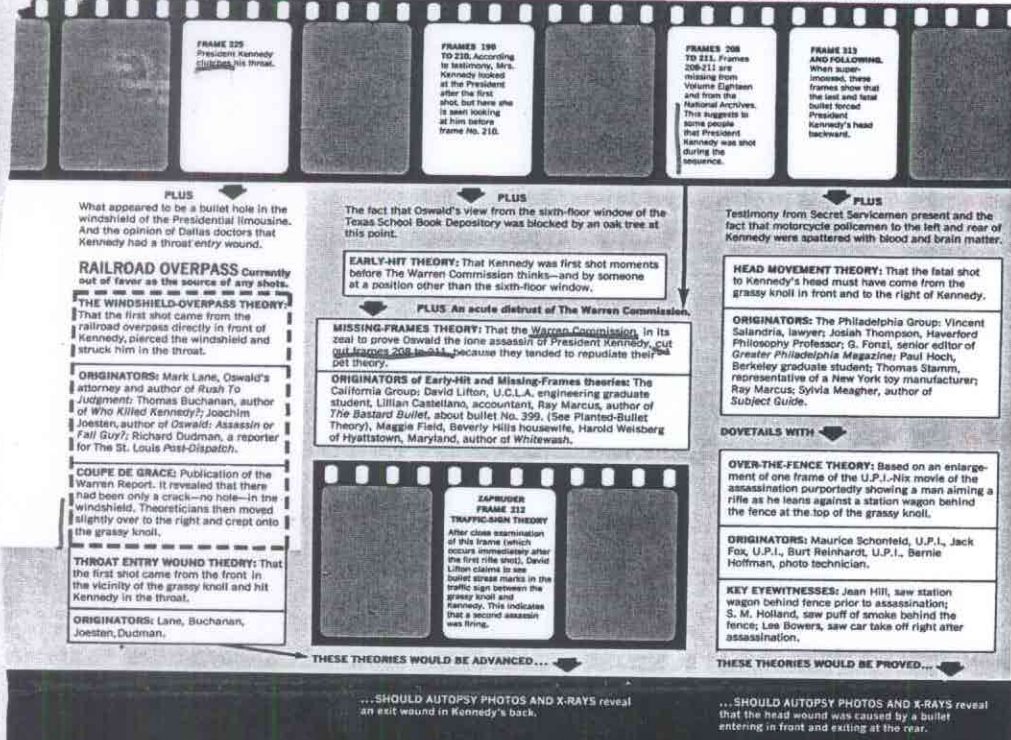 FRAME 225
President Kennedy
clutches his throat.
FRAMES 190
TO 210. According
to testimony, Mrs.
Kennedy looked
at the President
after the first
shot, but here she
is seen looking
at him before
frame No. 210.
FRAMES 208
TO 211. Frames
208-211 are
missing from
Volume Eighteen
and from the
National Archives.
This suggests to
some people
that President
Kennedy was shot
during the
sequence.
FRAME 313
AND FOLLOWING.
When super-
imposed, these
frames show that
the last and fatal
bullet forced
President
Kennedy's head
backward.
PLUS
What appeared to be a bullet hole in the
windshield of the Presidential limousine.
And the opinion of Dallas doctors that
Kennedy had a throat entry wound.
RAILROAD OVERPASS Currently
out of favor as the source of any shots.
THE WINDSHIELD-OVERPASS THEORY:
That the first shot came from the
railroad overpass directly in front of
Kennedy, pierced the windshield and
struck him in the throat.
ORIGINATORS: Mark Lane, Oswald's
attorney and author of Rush To
Judgment; Thomas Buchanan, author
of Who Killed Kennedy?; Joachim
Joesten, author of Oswald: Assassin or
Fall Guy?; Richard Dudman, a reporter
for The St. Louis Post-Dispatch.
COUPE DE GRACE: Publication of the
Warren Report. It revealed that there
had been only a crack—no hole—in the
windshield. Theoreticians then moved
slightly over to the right and crept onto
the grassy knoll.
THROAT ENTRY WOUND THEORY: That
the first shot came from the front in
the vicinity of the grassy knoll and hit
Kennedy in the throat.
ORIGINATORS: Lane, Buchanan,
Joesten, Dudman.
PLUS
The fact that Oswald's view from the sixth-floor window of the
Texas School Book Depository was blocked by an oak tree at
this point.
EARLY-HIT THEORY: That Kennedy was first shot moments
before The Warren Commission thinks—and by someone
at a position other than the sixth-floor window.
PLUS An acute distrust of The Warren Commission.
MISSING-FRAMES THEORY: That the Warren Commission, in its
zeal to prove Oswald the lone assassin of President Kennedy, cut
out frames 208 to 211, because they tended to repudiate their
pet theory.
ORIGINATORS of Early-Hit and Missing-Frames theories: The
California Group: David Lifton, U.C.L.A. engineering graduate
student, Lillian Castellano, accountant, Ray Marcus, author of
The Bastard Bullet, about bullet No. 399. (See Planted-Bullet
Theory), Maggie Field, Beverly Hills housewife, Harold Weisberg
of Hyattstown, Maryland, author of Whitewash.
ZAPRUDER
FRAME 212
TRAFFIC-SIGN THEORY
After close examination
of this frame (which
occurs immediately after
the first rifle shot), David
Lifton claims to see
bullet stress marks in the
traffic sign between the
grassy knoll and
Kennedy. This indicates
that a second assassin
was firing.
THESE THEORIES WOULD BE ADVANCED...
...SHOULD AUTOPSY PHOTOS AND X-RAYS reveal
an exit wound in Kennedy's back.
PLUS
Testimony from Secret Servicemen present and the
fact that motorcycle policemen to the left and rear of
Kennedy were spattered with blood and brain matter.
HEAD MOVEMENT THEORY: That the fatal shot
to Kennedy's head must have come from the
grassy knoll in front and to the right of Kennedy.
ORIGINATORS: The Philadelphia Group: Vincent
Salandria, lawyer; Josiah Thompson, Haverford
Philosophy Professor; G. Fonzi, senior editor of
Greater Philadelphia Magazine; Paul Hoch,
Berkeley graduate student; Thomas Stamm,
representative of a New York toy manufacturer;
Ray Marcus; Sylvia Meagher, author of
Subject Guide.
DOVETAILS WITH
OVER-THE-FENCE THEORY: Based on an enlarge-
ment of one frame of the U.P.I.-Nix movie of the
assassination purportedly showing a man aiming a
rifle as he leans against a station wagon behind
the fence at the top of the grassy knoll.
ORIGINATORS: Maurice Schonfeld, U.P.I., Jack
Fox, U.P.I., Burt Reinhardt, U.P.I., Bernie
Hoffman, photo technician.
KEY EYEWITNESSES: Jean Hill, saw station
wagon behind fence prior to assassination;
S. M. Holland, saw puff of smoke behind the
fence; Lee Bowers, saw car take off right after
assassination.
THESE THEORIES WOULD BE PROVED...
...SHOULD AUTOPSY PHOTOS AND X-RAYS reveal
that the head wound was caused by a bullet
entering in front and exiting at the rear.